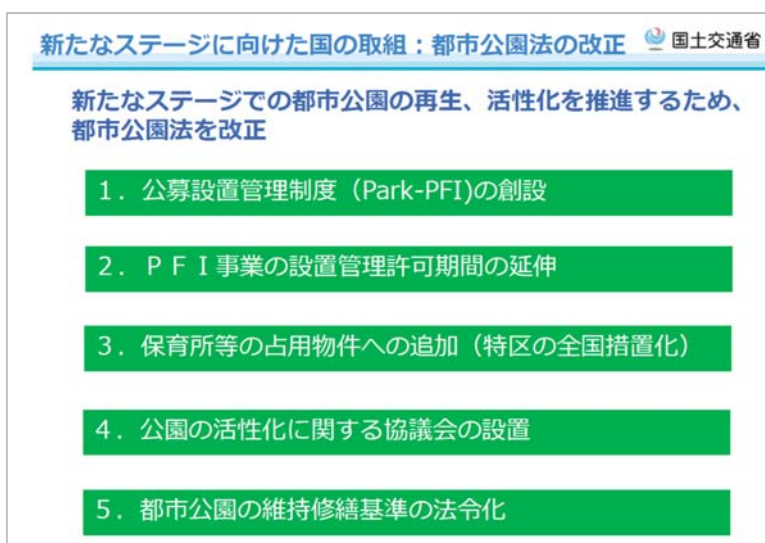 新たなステージに向けた国の取組：都市公園法の改正 国土交通省
新たなステージでの都市公園の再生、活性化を推進するため、
都市公園法を改正
１．公募設置管理制度（Park-PFI)の創設
２．ＰＦＩ事業の設置管理許可期間の延伸
３．保育所等の占用物件への追加（特区の全国措置化）
４．公園の活性化に関する協議会の設置
５．都市公園の維持修繕基準の法令化